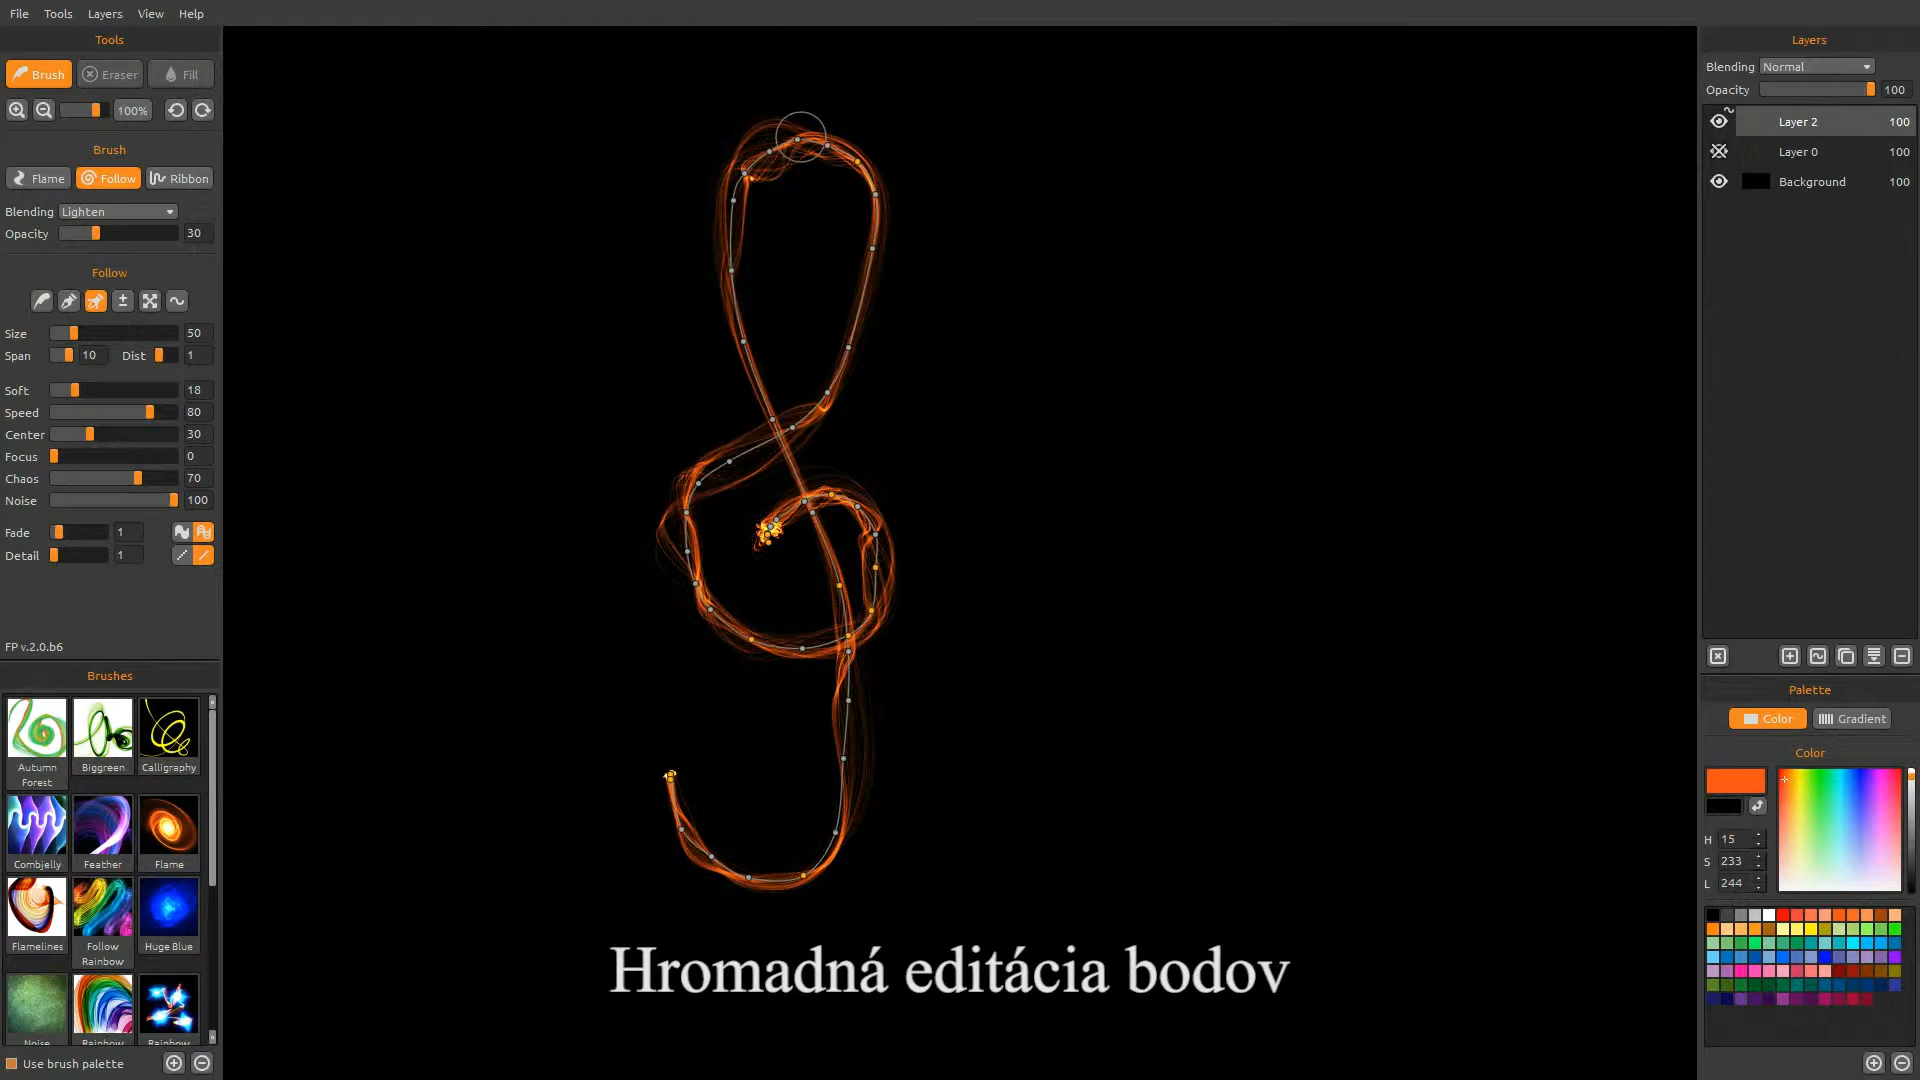 File Tools Layers View Help
Tools
Brush Eraser Fill
100%
Brush
Flame Follow Ribbon
Blending Lighten
Opacity 30
Follow
Size 50
Span 10 Dist 1
Soft 18
Speed 80
Center 30
Focus 0
Chaos 70
Noise 100
Fade 1
Detail 1
FP v.2.0.b6
Brushes
Autumn Forest
Biggreen
Calligraphy
Combjelly
Feather
Flame
Flamelines
Follow Rainbow
Huge Blue
Noise
Rainbow
Rainbow
Use brush palette
Hromadná editácia bodov
Layers
Blending Normal
Opacity 100
Layer 2 100
Layer 0 100
Background 100
Palette
Color Gradient
Color
H 15
S 233
L 244